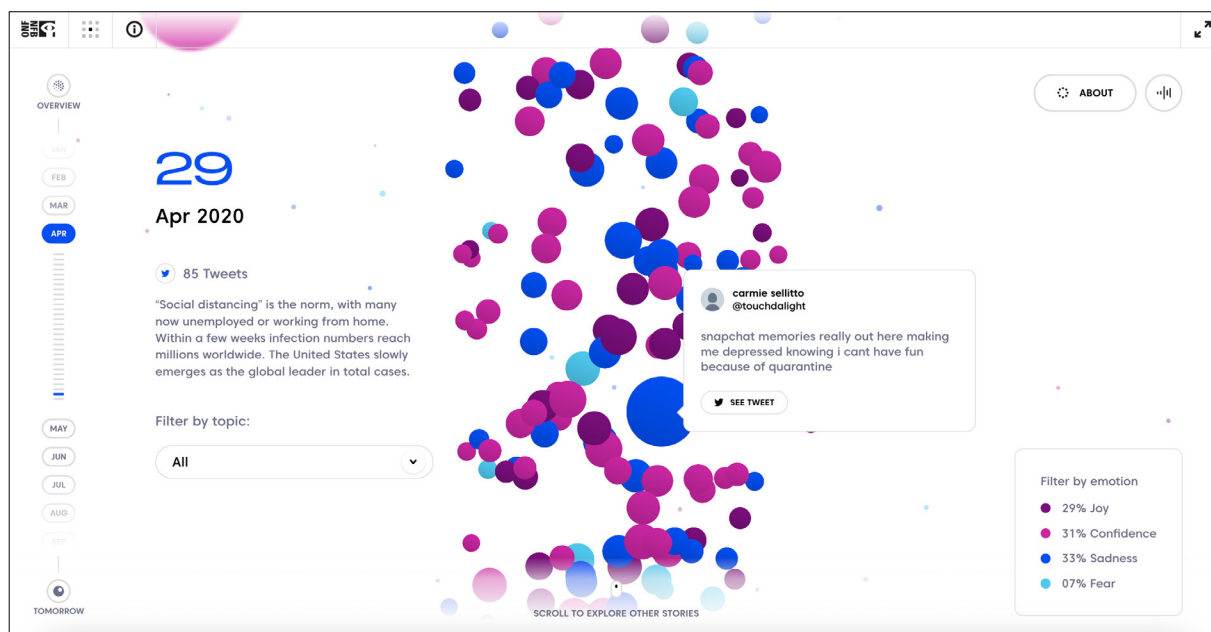 ONF
NFB
OVERVIEW
JAN
FEB
MAR
APR
MAY
JUN
JUL
AUG
SEP
TOMORROW
29
Apr 2020
85 Tweets
“Social distancing” is the norm, with many
now unemployed or working from home.
Within a few weeks infection numbers reach
millions worldwide. The United States slowly
emerges as the global leader in total cases.
Filter by topic:
All
ABOUT
carmie sellitto
@touchdalight
snapchat memories really out here making
me depressed knowing i cant have fun
because of quarantine
SEE TWEET
Filter by emotion
29% Joy
31% Confidence
33% Sadness
07% Fear
SCROLL TO EXPLORE OTHER STORIES